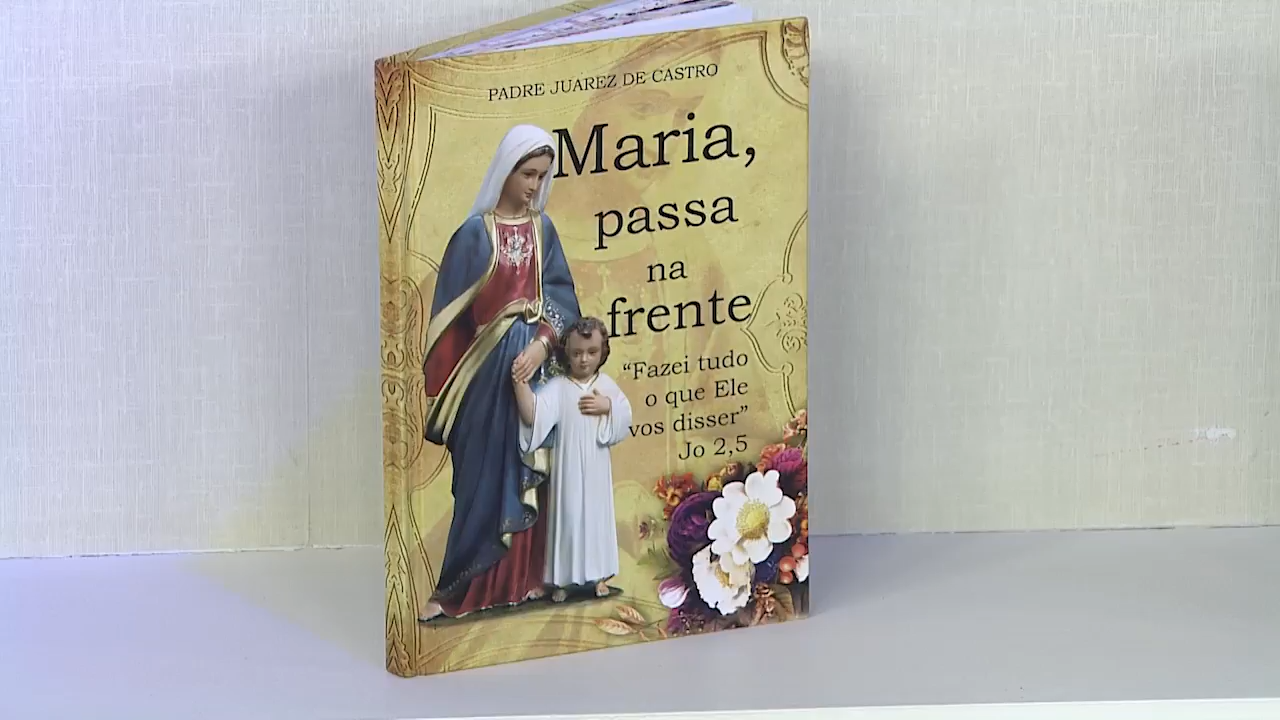 PADRE JUAREZ DE CASTRO
Maria,
passa
na
frente
“Fazei tudo
o que Ele
vos disser”
Jo 2,5